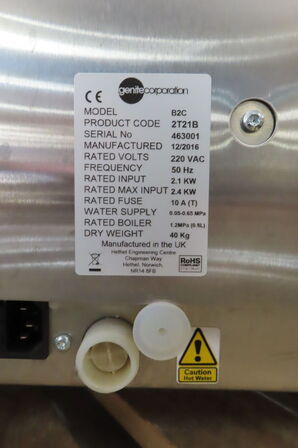 genitecorporation
CE
MODEL B2C
PRODUCT CODE 2T21B
SERIAL No 463001
MANUFACTURED 12/2016
RATED VOLTS 220 VAC
FREQUENCY 50 Hz
RATED INPUT 2.1 KW
RATED MAX INPUT 2.4 KW
RATED FUSE 10 A (T)
WATER SUPPLY 0.05-0.65 MPa
RATED BOILER 1.2MPa (0.5L)
DRY WEIGHT 40 Kg
Manufactured in the UK
Hethel Engineering Centre
Chapman Way
Hethel, Norwich,
NR14 8FB
RoHS
Caution
Hot Water